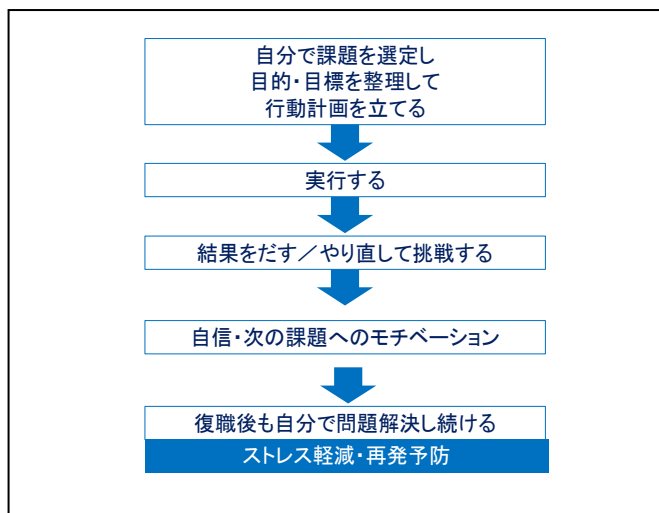 自分で課題を選定し
目的・目標を整理して
行動計画を立てる
実行する
結果をだす／やり直して挑戦する
自信・次の課題へのモチベーション
復職後も自分で問題解決し続ける
ストレス軽減・再発予防